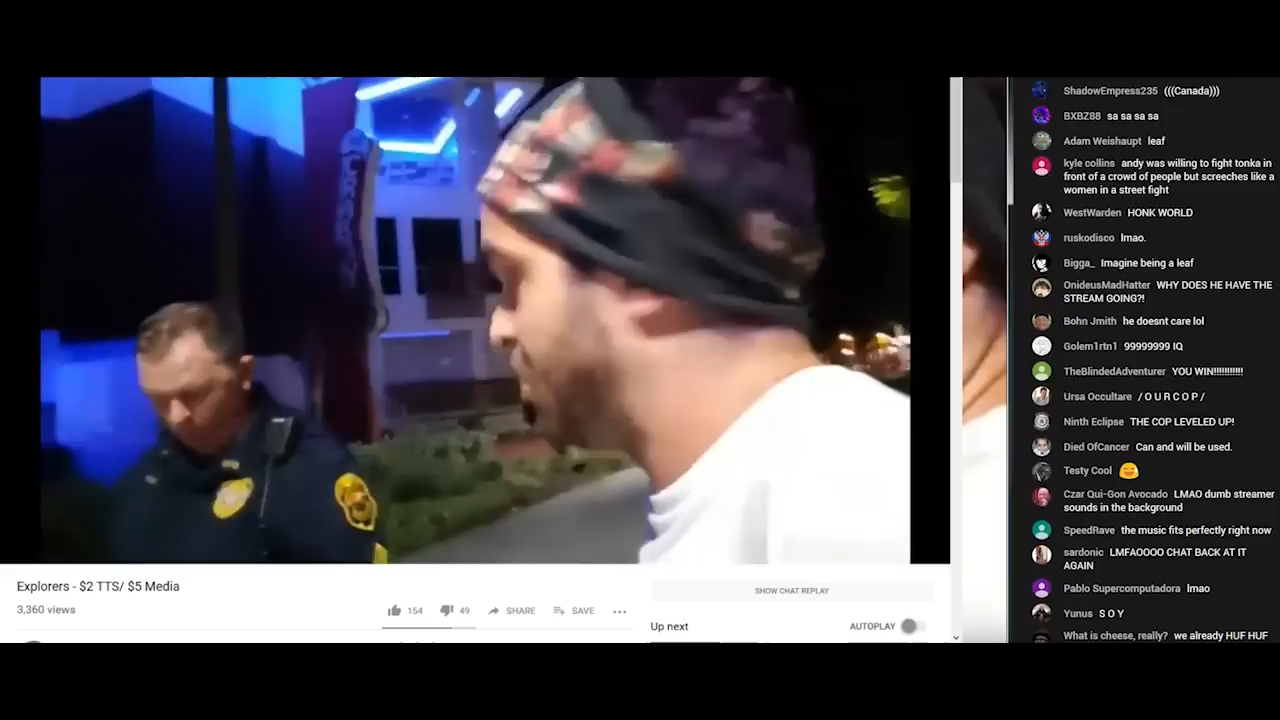 ShadowEmpress235 (((Canada)))
BXBZ88 sa sa sa sa
Adam Weishaupt leaf
kyle collins andy was willing to fight tonka in
front of a crowd of people but screeches like a
women in a street fight
WestWarden HONK WORLD
ruskodisco lmao.
Bigga_ Imagine being a leaf
OnideusMadHatter WHY DOES HE HAVE THE
STREAM GOING?!
Bohn Jmith he doesnt care lol
Golem1rtn1 99999999 IQ
TheBlindedAdventurer YOU WIN!!!!!!!!!!!
Ursa Occultare / O U R C O P /
Ninth Eclipse THE COP LEVELED UP!
Died OfCancer Can and will be used.
Testy Cool 😄
Czar Qui-Gon Avocado LMAO dumb streamer
sounds in the background
SpeedRave the music fits perfectly right now
sardonic LMFAOOOO CHAT BACK AT IT
AGAIN
Pablo Supercomputadora lmao
Yunus S O Y
What is cheese, really? we already HUF HUF
Explorers - $2 TTS/ $5 Media
3,360 views
154 49 SHARE SAVE ...
SHOW CHAT REPLAY
Up next AUTOPLAY